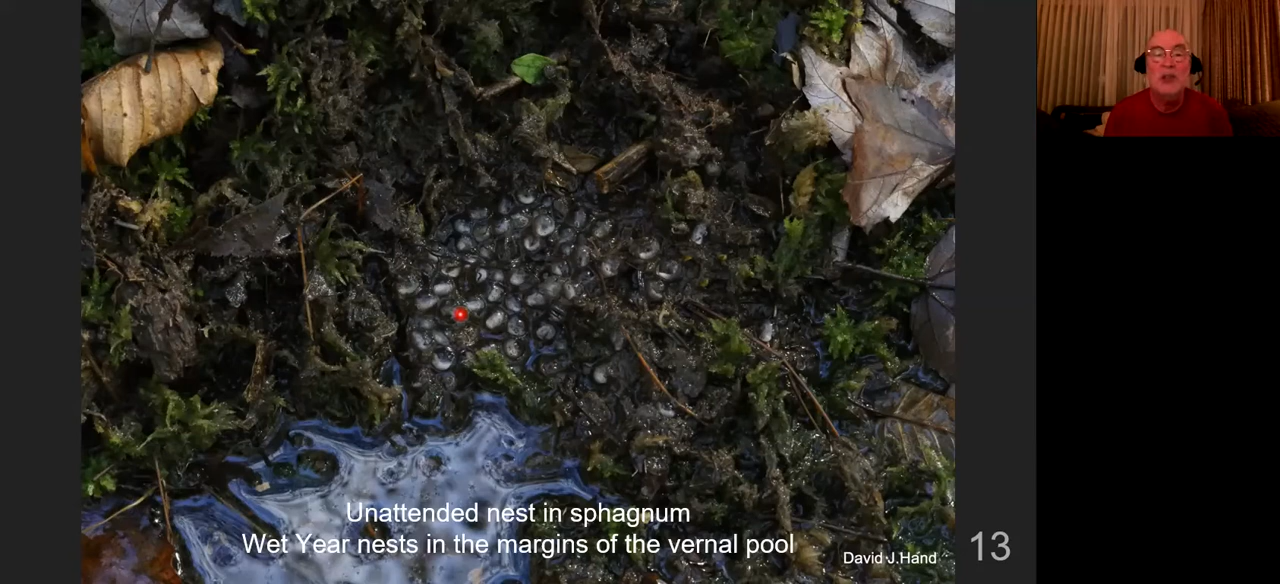 Unattended nest in sphagnum
Wet Year nests in the margins of the vernal pool
David J.Hand
13